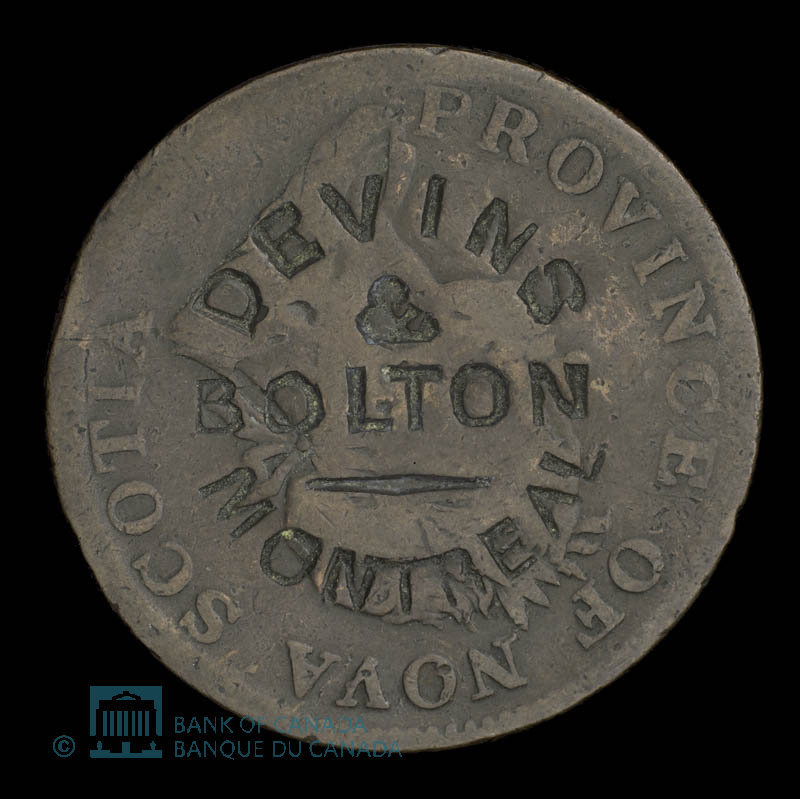 PROVINCE OF NOVA SCOTIA
DEVINS
&
BOLTON
MONTREAL
© BANK OF CANADA
BANQUE DU CANADA